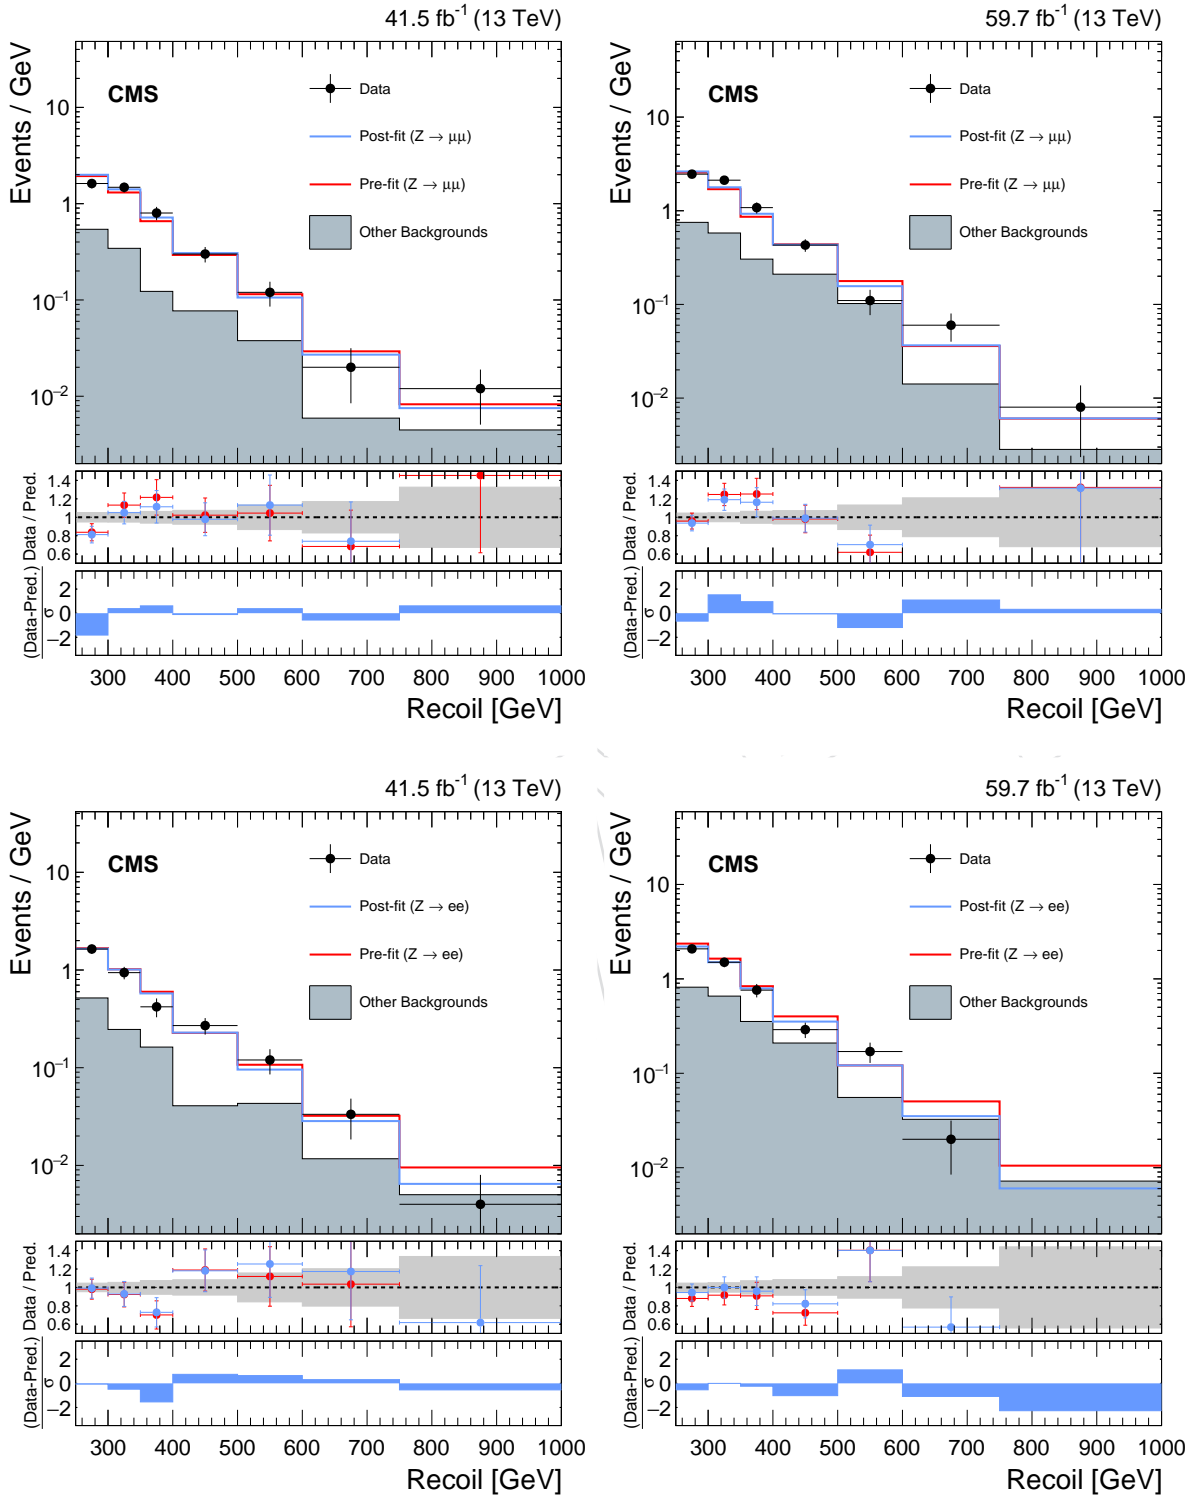 41.5 fb⁻¹ (13 TeV)
Events / GeV
CMS
Data
Post-fit (Z → μμ)
Pre-fit (Z → μμ)
Other Backgrounds
10
1
10⁻¹
10⁻²
Data / Pred.
1.4
1.2
1
0.8
0.6
(Data-Pred.)
σ
2
0
−2
300 400 500 600 700 800 900 1000
Recoil [GeV]
59.7 fb⁻¹ (13 TeV)
Events / GeV
CMS
Data
Post-fit (Z → μμ)
Pre-fit (Z → μμ)
Other Backgrounds
10
1
10⁻¹
10⁻²
Data / Pred.
1.4
1.2
1
0.8
0.6
(Data-Pred.)
σ
2
0
−2
300 400 500 600 700 800 900 1000
Recoil [GeV]
41.5 fb⁻¹ (13 TeV)
Events / GeV
CMS
Data
Post-fit (Z → ee)
Pre-fit (Z → ee)
Other Backgrounds
10
1
10⁻¹
10⁻²
Data / Pred.
1.4
1.2
1
0.8
0.6
(Data-Pred.)
σ
2
0
−2
300 400 500 600 700 800 900 1000
Recoil [GeV]
59.7 fb⁻¹ (13 TeV)
Events / GeV
CMS
Data
Post-fit (Z → ee)
Pre-fit (Z → ee)
Other Backgrounds
10
1
10⁻¹
10⁻²
Data / Pred.
1.4
1.2
1
0.8
0.6
(Data-Pred.)
σ
2
0
−2
300 400 500 600 700 800 900 1000
Recoil [GeV]